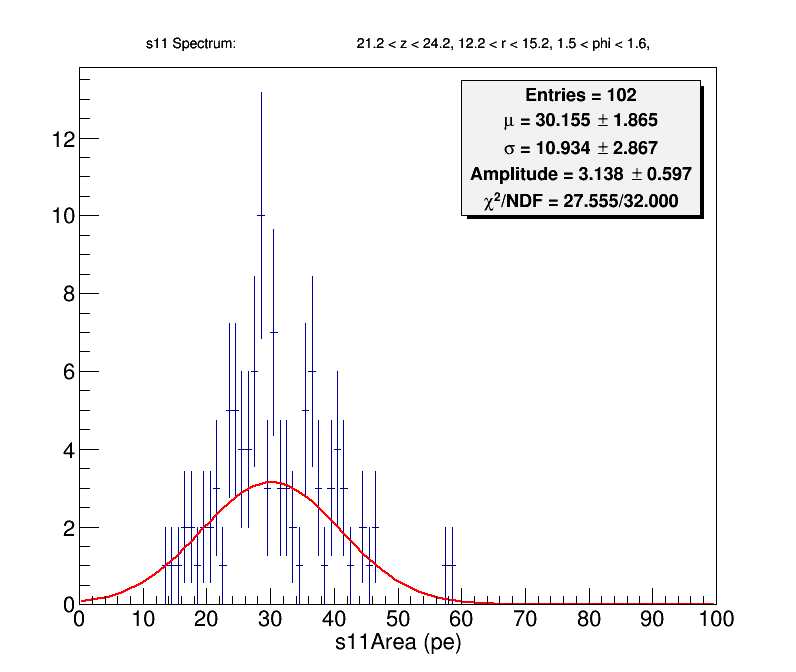 s11 Spectrum: 21.2 < z < 24.2, 12.2 < r < 15.2, 1.5 < phi < 1.6,
Entries = 102
μ = 30.155 ± 1.865
σ = 10.934 ± 2.867
Amplitude = 3.138 ± 0.597
χ²/NDF = 27.555/32.000
12
10
8
6
4
2
0
0 10 20 30 40 50 60 70 80 90 100
s11Area (pe)